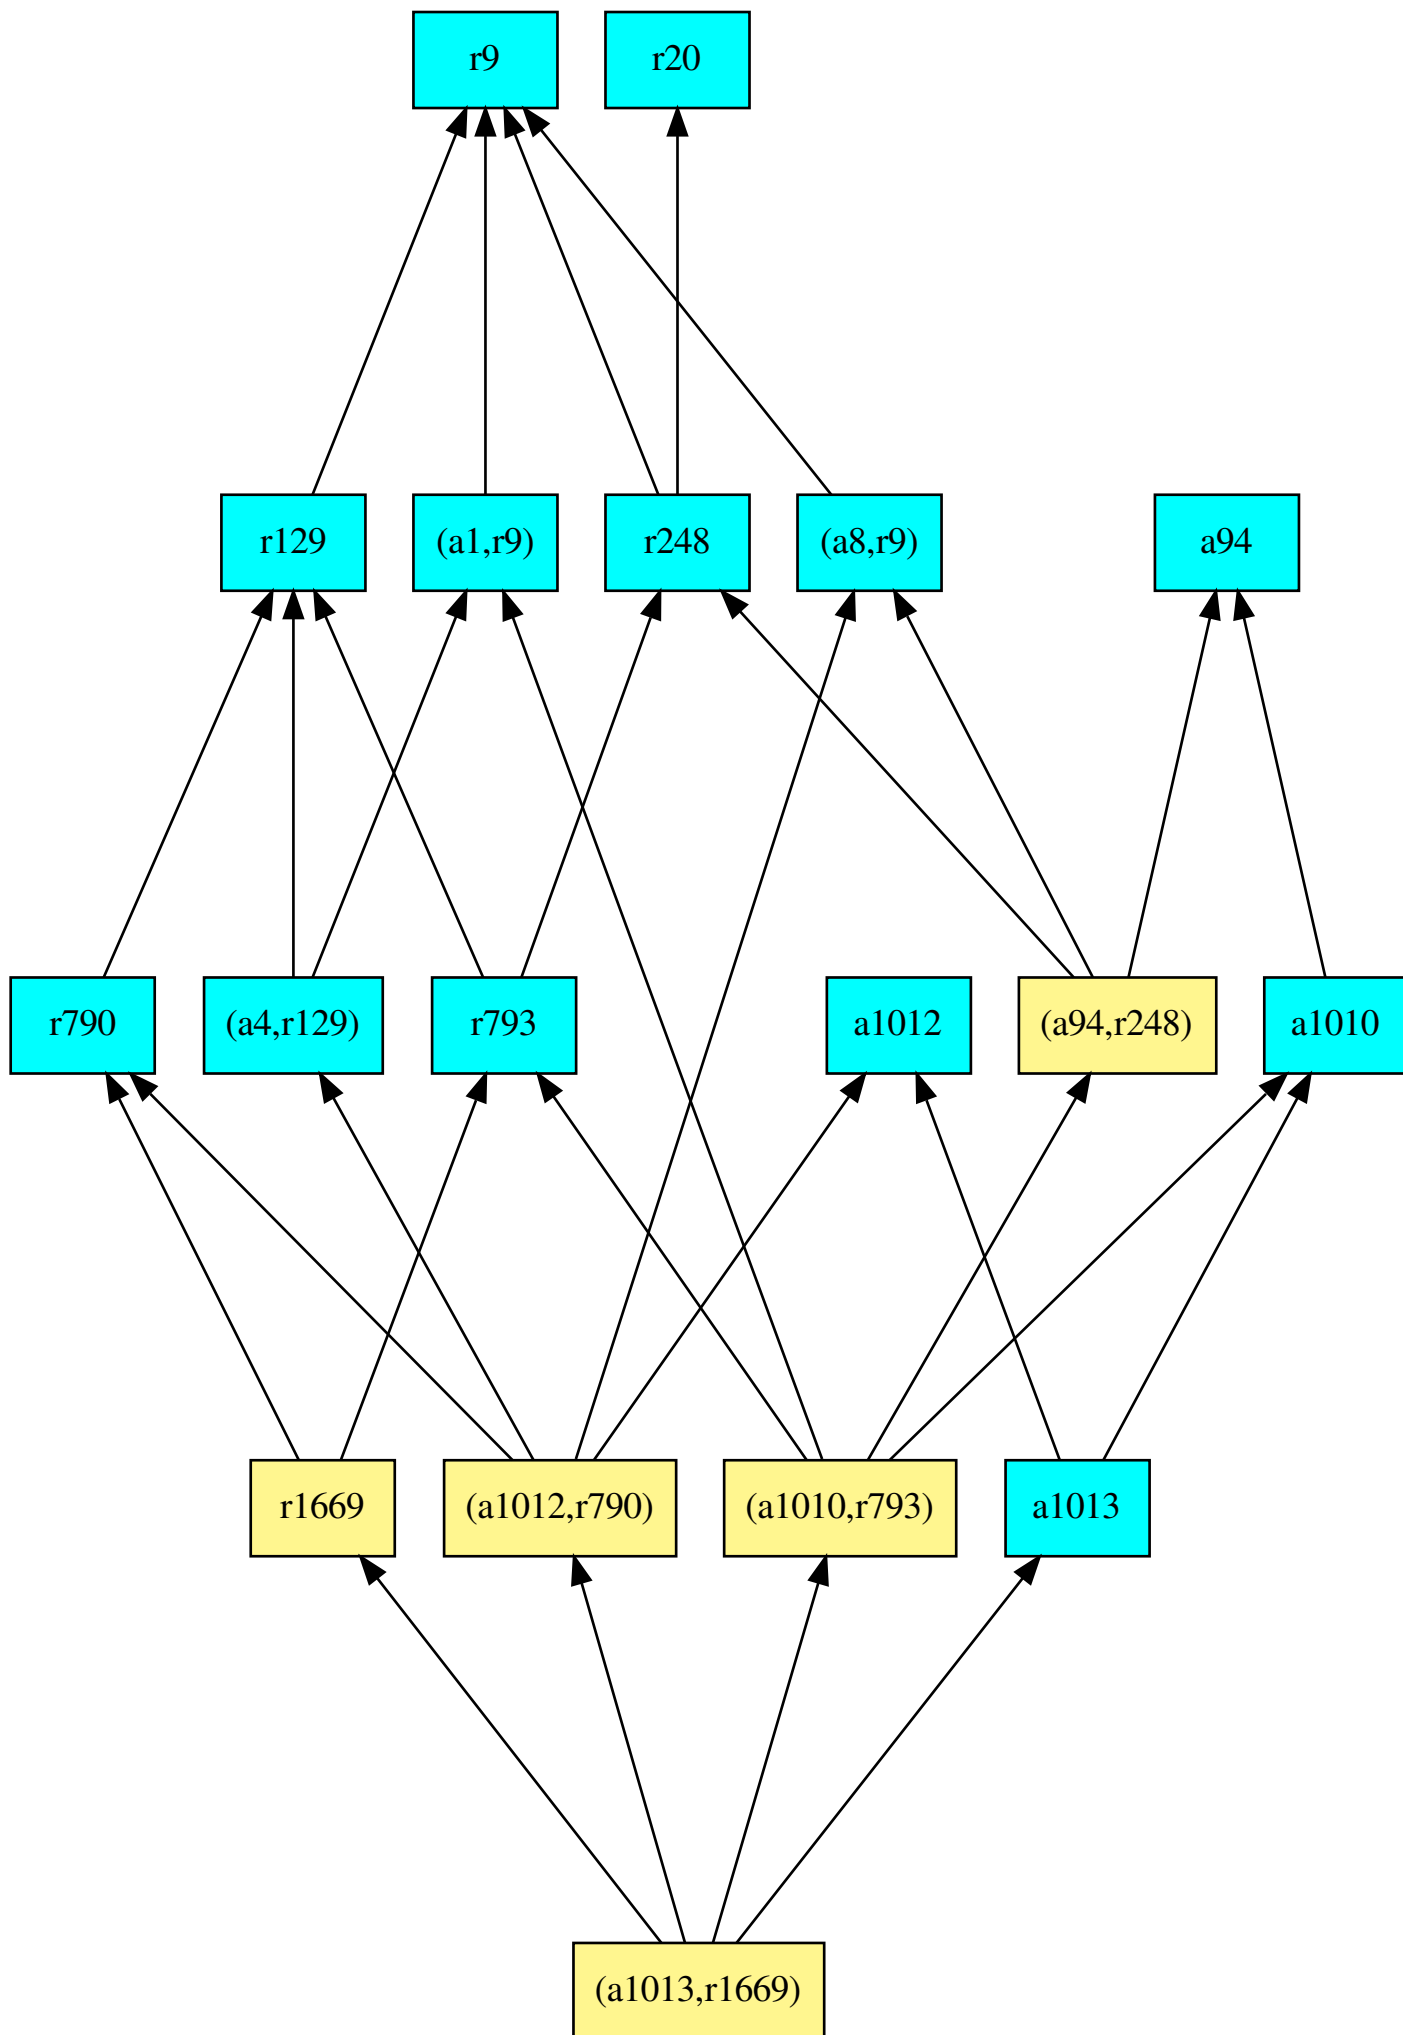 r9
r20
r129
(a1,r9)
r248
(a8,r9)
a94
r790
(a4,r129)
r793
a1012
(a94,r248)
a1010
r1669
(a1012,r790)
(a1010,r793)
a1013
(a1013,r1669)